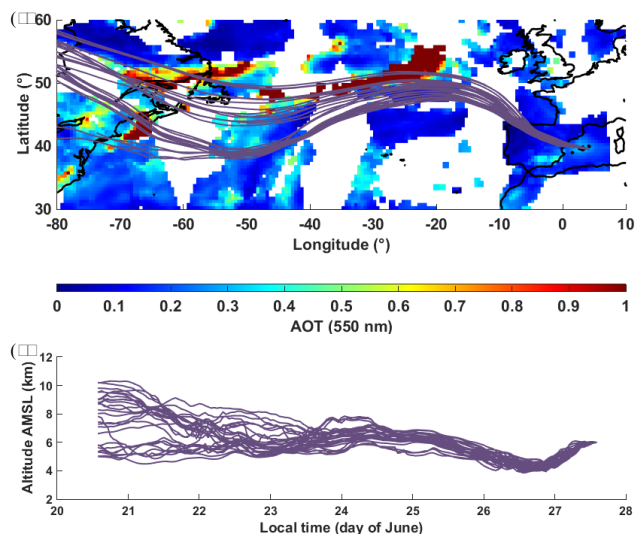 (
60
50
40
30
Latitude (°)
-80 -70 -60 -50 -40 -30 -20 -10 0 10
Longitude (°)
0 0.1 0.2 0.3 0.4 0.5 0.6 0.7 0.8 0.9 1
AOT (550 nm)
(
12
10
8
6
4
2
Altitude AMSL (km)
20 21 22 23 24 25 26 27 28
Local time (day of June)